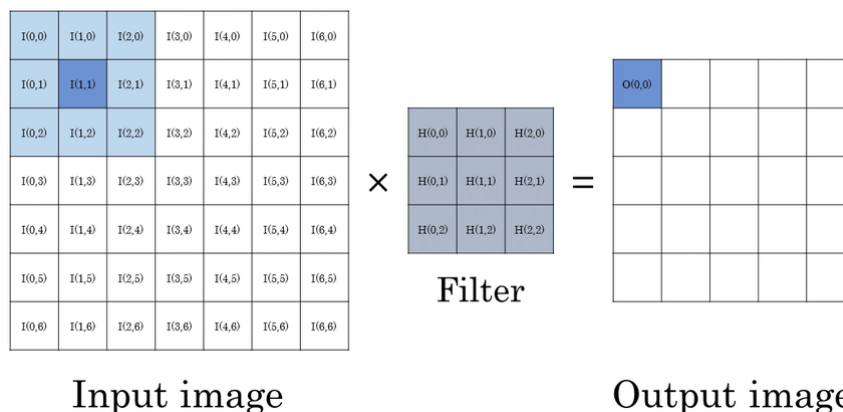 I(0,0) I(1,0) I(2,0) I(3,0) I(4,0) I(5,0) I(6,0)
I(0,1) I(1,1) I(2,1) I(3,1) I(4,1) I(5,1) I(6,1)
I(0,2) I(1,2) I(2,2) I(3,2) I(4,2) I(5,2) I(6,2)
I(0,3) I(1,3) I(2,3) I(3,3) I(4,3) I(5,3) I(6,3)
I(0,4) I(1,4) I(2,4) I(3,4) I(4,4) I(5,4) I(6,4)
I(0,5) I(1,5) I(2,5) I(3,5) I(4,5) I(5,5) I(6,5)
I(0,6) I(1,6) I(2,6) I(3,6) I(4,6) I(5,6) I(6,6)
Input image
×
H(0,0) H(1,0) H(2,0)
H(0,1) H(1,1) H(2,1)
H(0,2) H(1,2) H(2,2)
Filter
=
O(0,0)
Output image